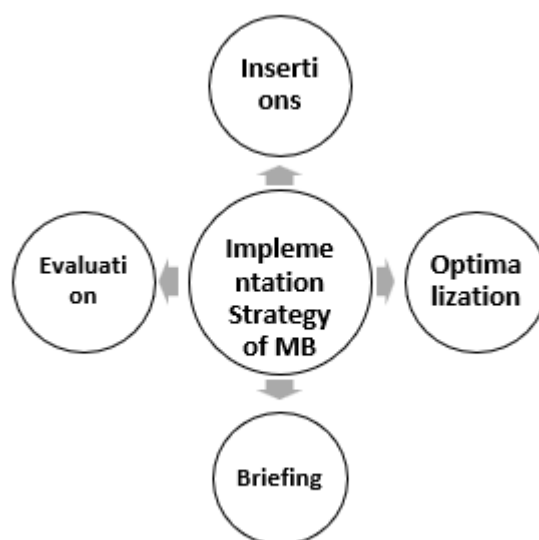 Inserti
ons
Evaluati
on
Impleme
ntation
Strategy
of MB
Optima
lization
Briefing